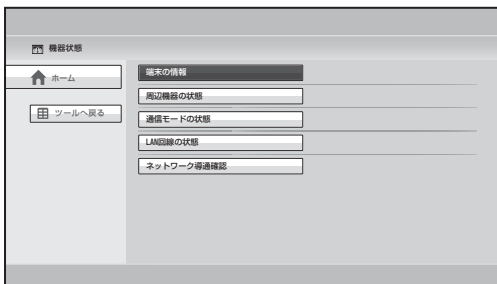 機器状態
ホーム
ツールへ戻る
端末の情報
周辺機器の状態
通信モードの状態
LAN回線の状態
ネットワーク導通確認